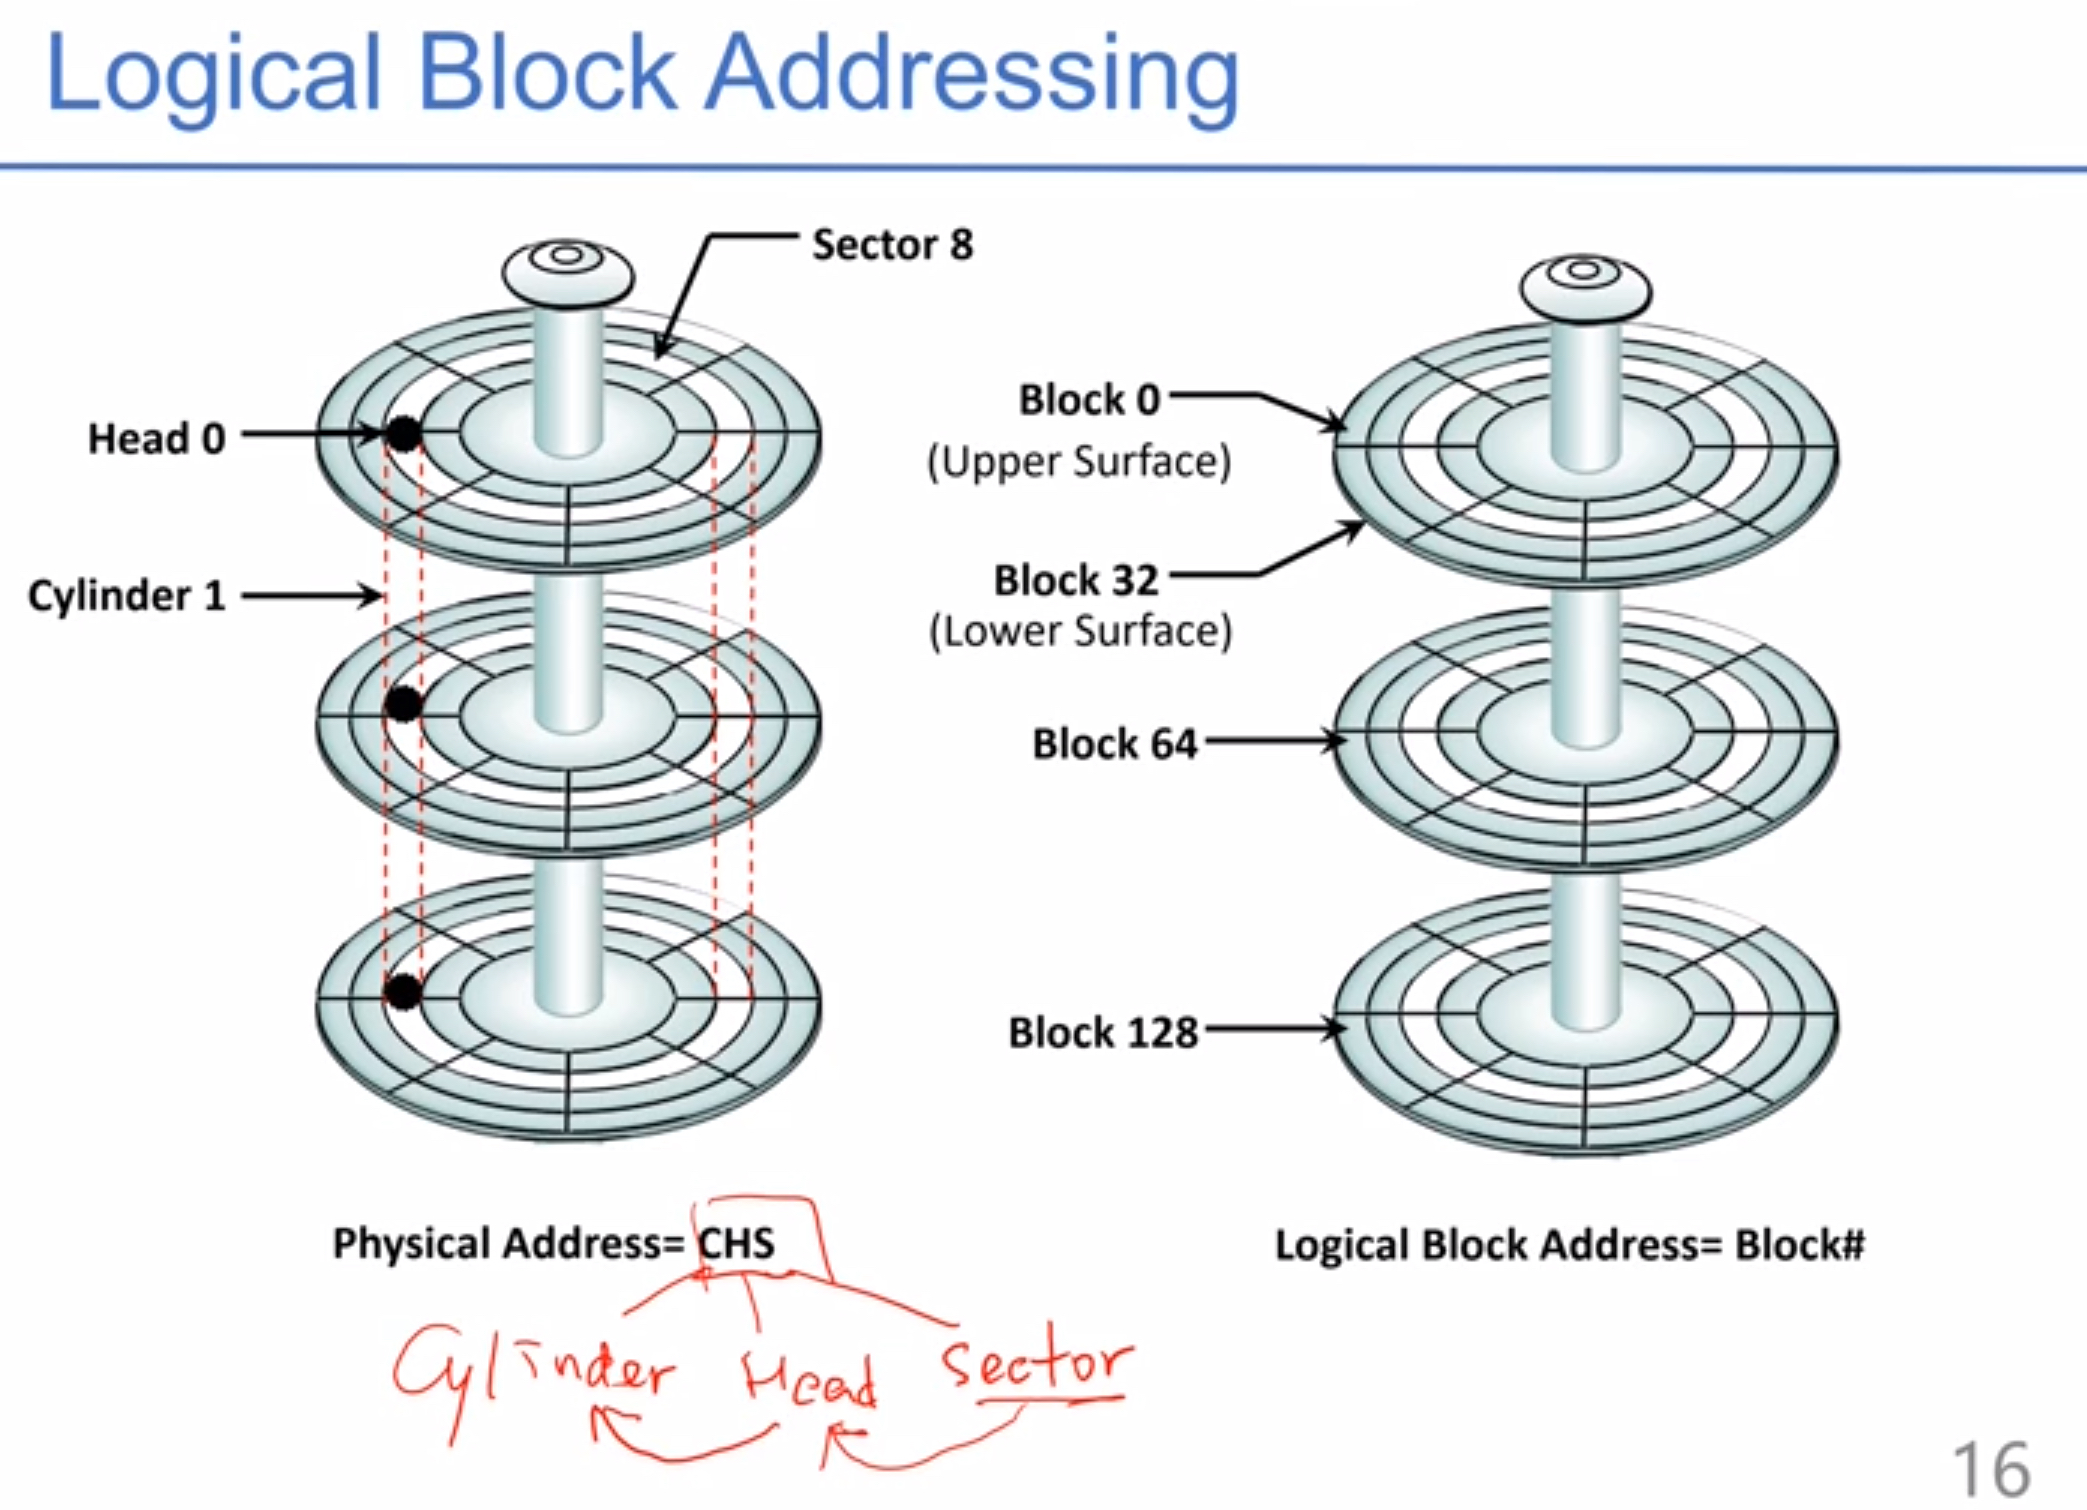 Logical Block Addressing
Sector 8
Head 0
Cylinder 1
Block 0
(Upper Surface)
Block 32
(Lower Surface)
Block 64
Block 128
Physical Address= CHS
Logical Block Address= Block#
Cylinder Head Sector
16